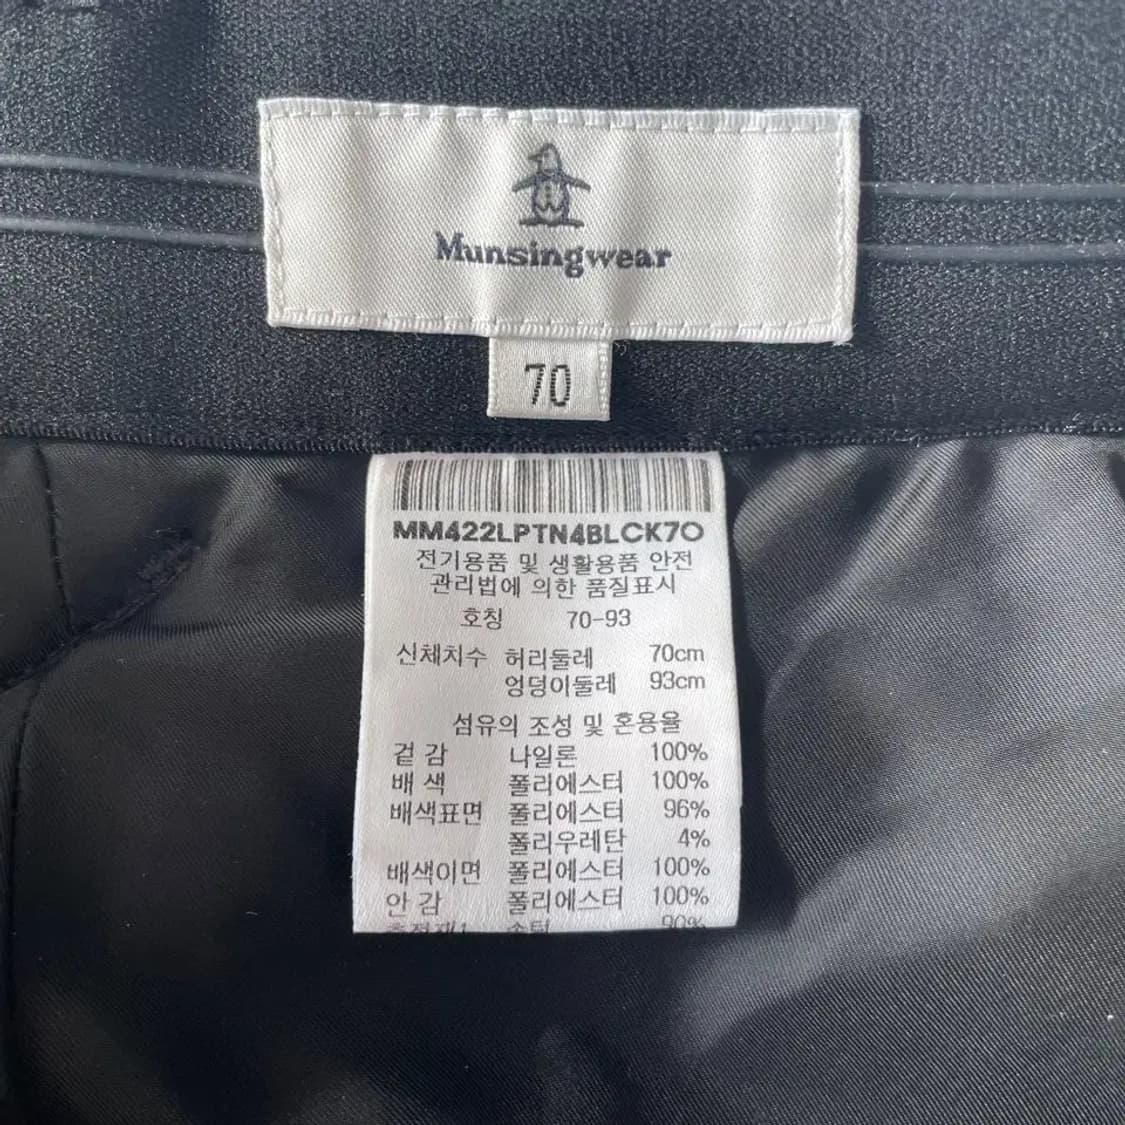 Munsingwear
70
MM422LPTN4BLCK70
전기용품 및 생활용품 안전
관리법에 의한 품질표시
호칭 70-93
신체치수 허리둘레 70cm
엉덩이둘레 93cm
섬유의 조성 및 혼용율
겉감 나일론 100%
배색 폴리에스터 100%
배색표면 폴리에스터 96%
폴리우레탄 4%
배색이면 폴리에스터 100%
안감 폴리에스터 100%
90%